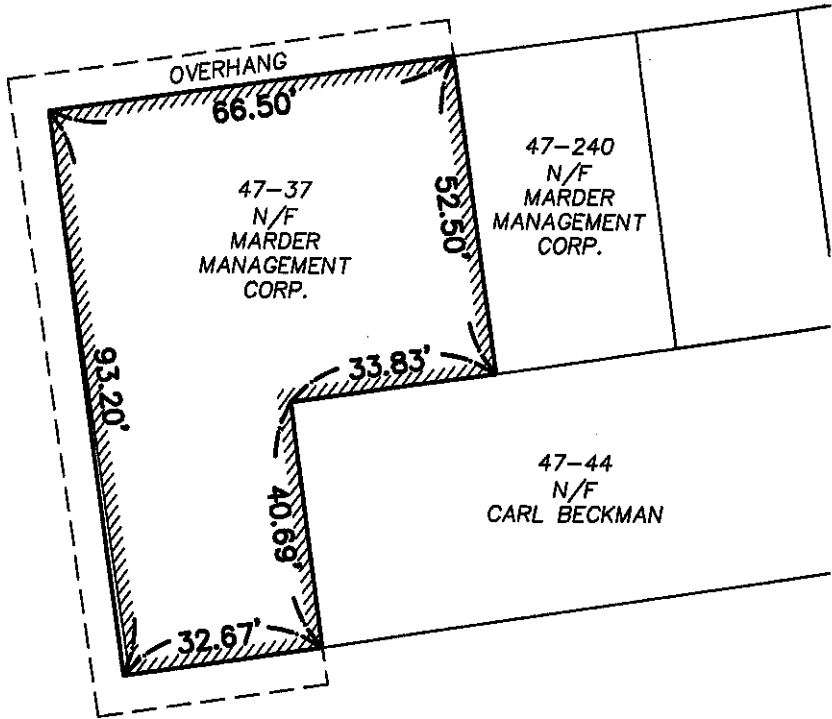 OVERHANG
66.50'
47-37
N/F
MARDER
MANAGEMENT
CORP.
52.50'
47-240
N/F
MARDER
MANAGEMENT
CORP.
93.20'
33.83'
40.69'
47-44
N/F
CARL BECKMAN
32.67'